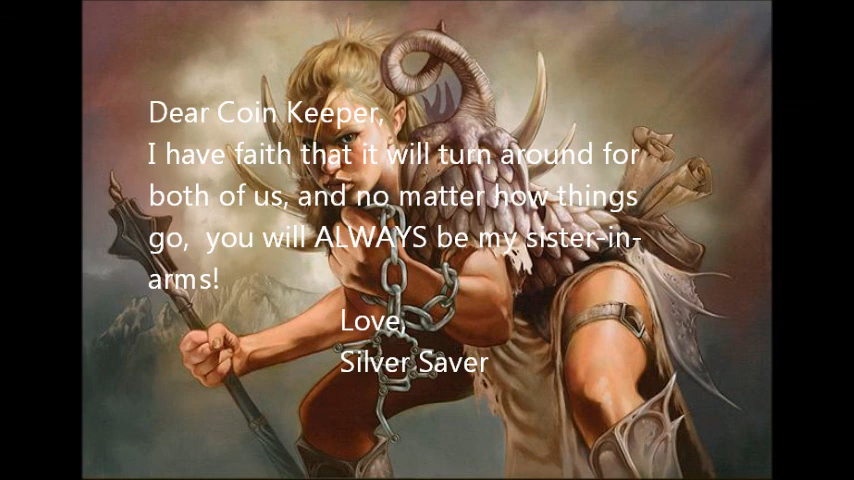 Dear Coin Keeper,
I have faith that it will turn around for
both of us, and no matter how things
go,  you will ALWAYS be my sister-in-
arms!
Love,
Silver Saver